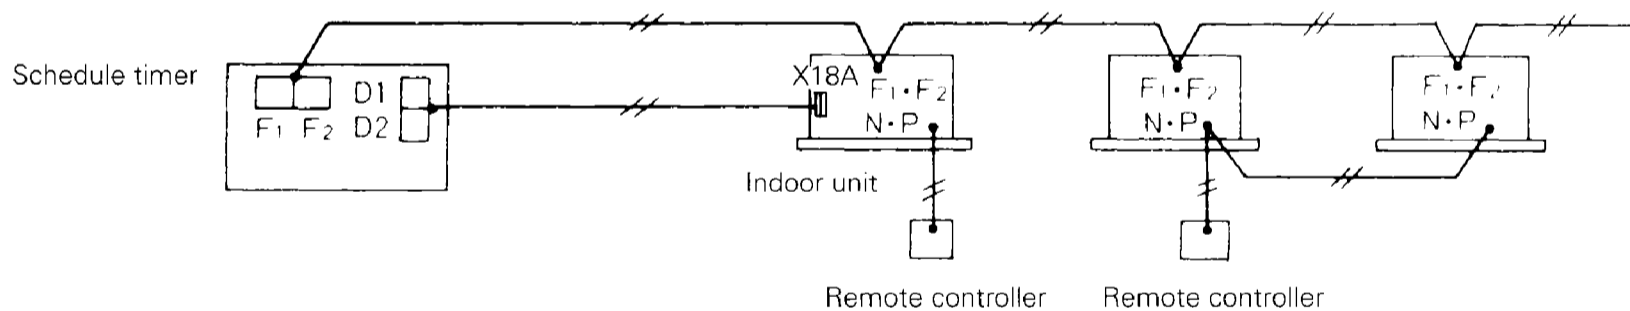 Schedule timer
F1 F2
D1
D2
X18A
F1·F2
N·P
Indoor unit
Remote controller
F1·F2
N·P
Remote controller
F1·F2
N·P